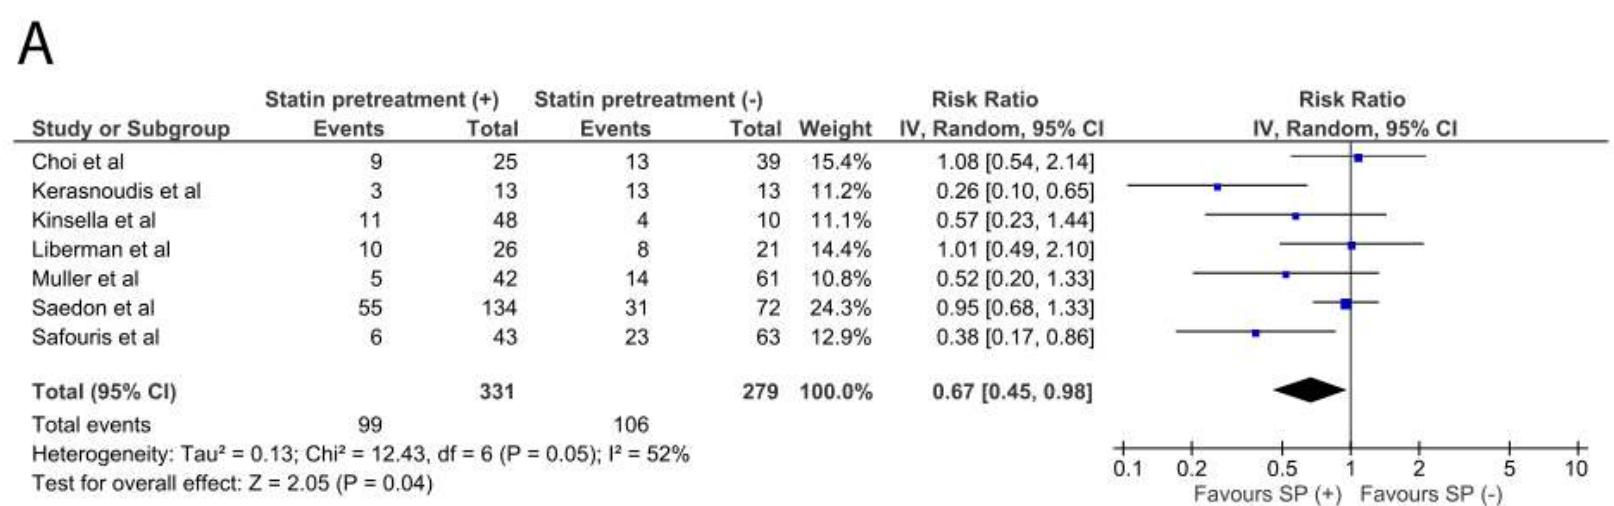 A
Statin pretreatment (+) Statin pretreatment (-) Risk Ratio Risk Ratio
Study or Subgroup Events Total Events Total Weight IV, Random, 95% CI IV, Random, 95% CI
Choi et al 9 25 13 39 15.4% 1.08 [0.54, 2.14]
Kerasnoudis et al 3 13 13 13 11.2% 0.26 [0.10, 0.65]
Kinsella et al 11 48 4 10 11.1% 0.57 [0.23, 1.44]
Liberman et al 10 26 8 21 14.4% 1.01 [0.49, 2.10]
Muller et al 5 42 14 61 10.8% 0.52 [0.20, 1.33]
Saedon et al 55 134 31 72 24.3% 0.95 [0.68, 1.33]
Safouris et al 6 43 23 63 12.9% 0.38 [0.17, 0.86]
Total (95% CI) 331 279 100.0% 0.67 [0.45, 0.98]
Total events 99 106
Heterogeneity: Tau² = 0.13; Chi² = 12.43, df = 6 (P = 0.05); I² = 52%
Test for overall effect: Z = 2.05 (P = 0.04)
0.1 0.2 0.5 1 2 5 10
Favours SP (+) Favours SP (-)